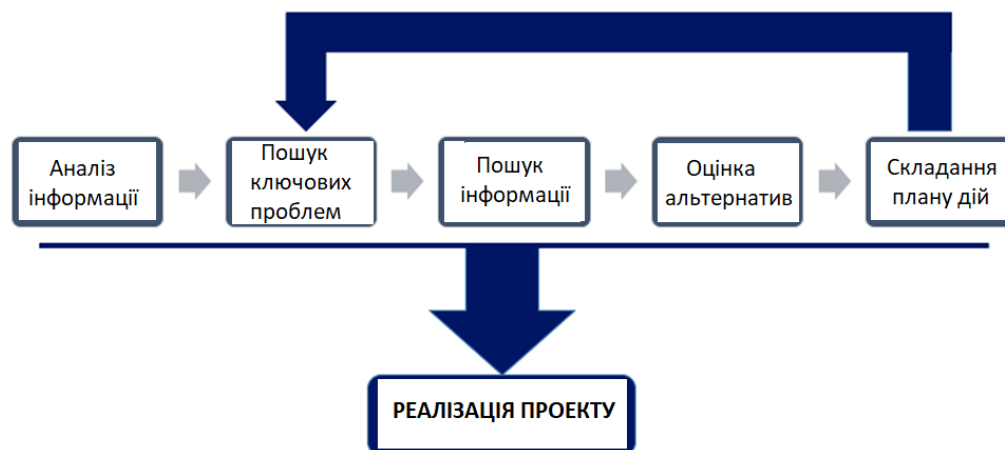 Аналіз
інформації
Пошук
ключових
проблем
Пошук
інформації
Оцінка
альтернатив
Складання
плану дій
РЕАЛІЗАЦІЯ ПРОЕКТУ